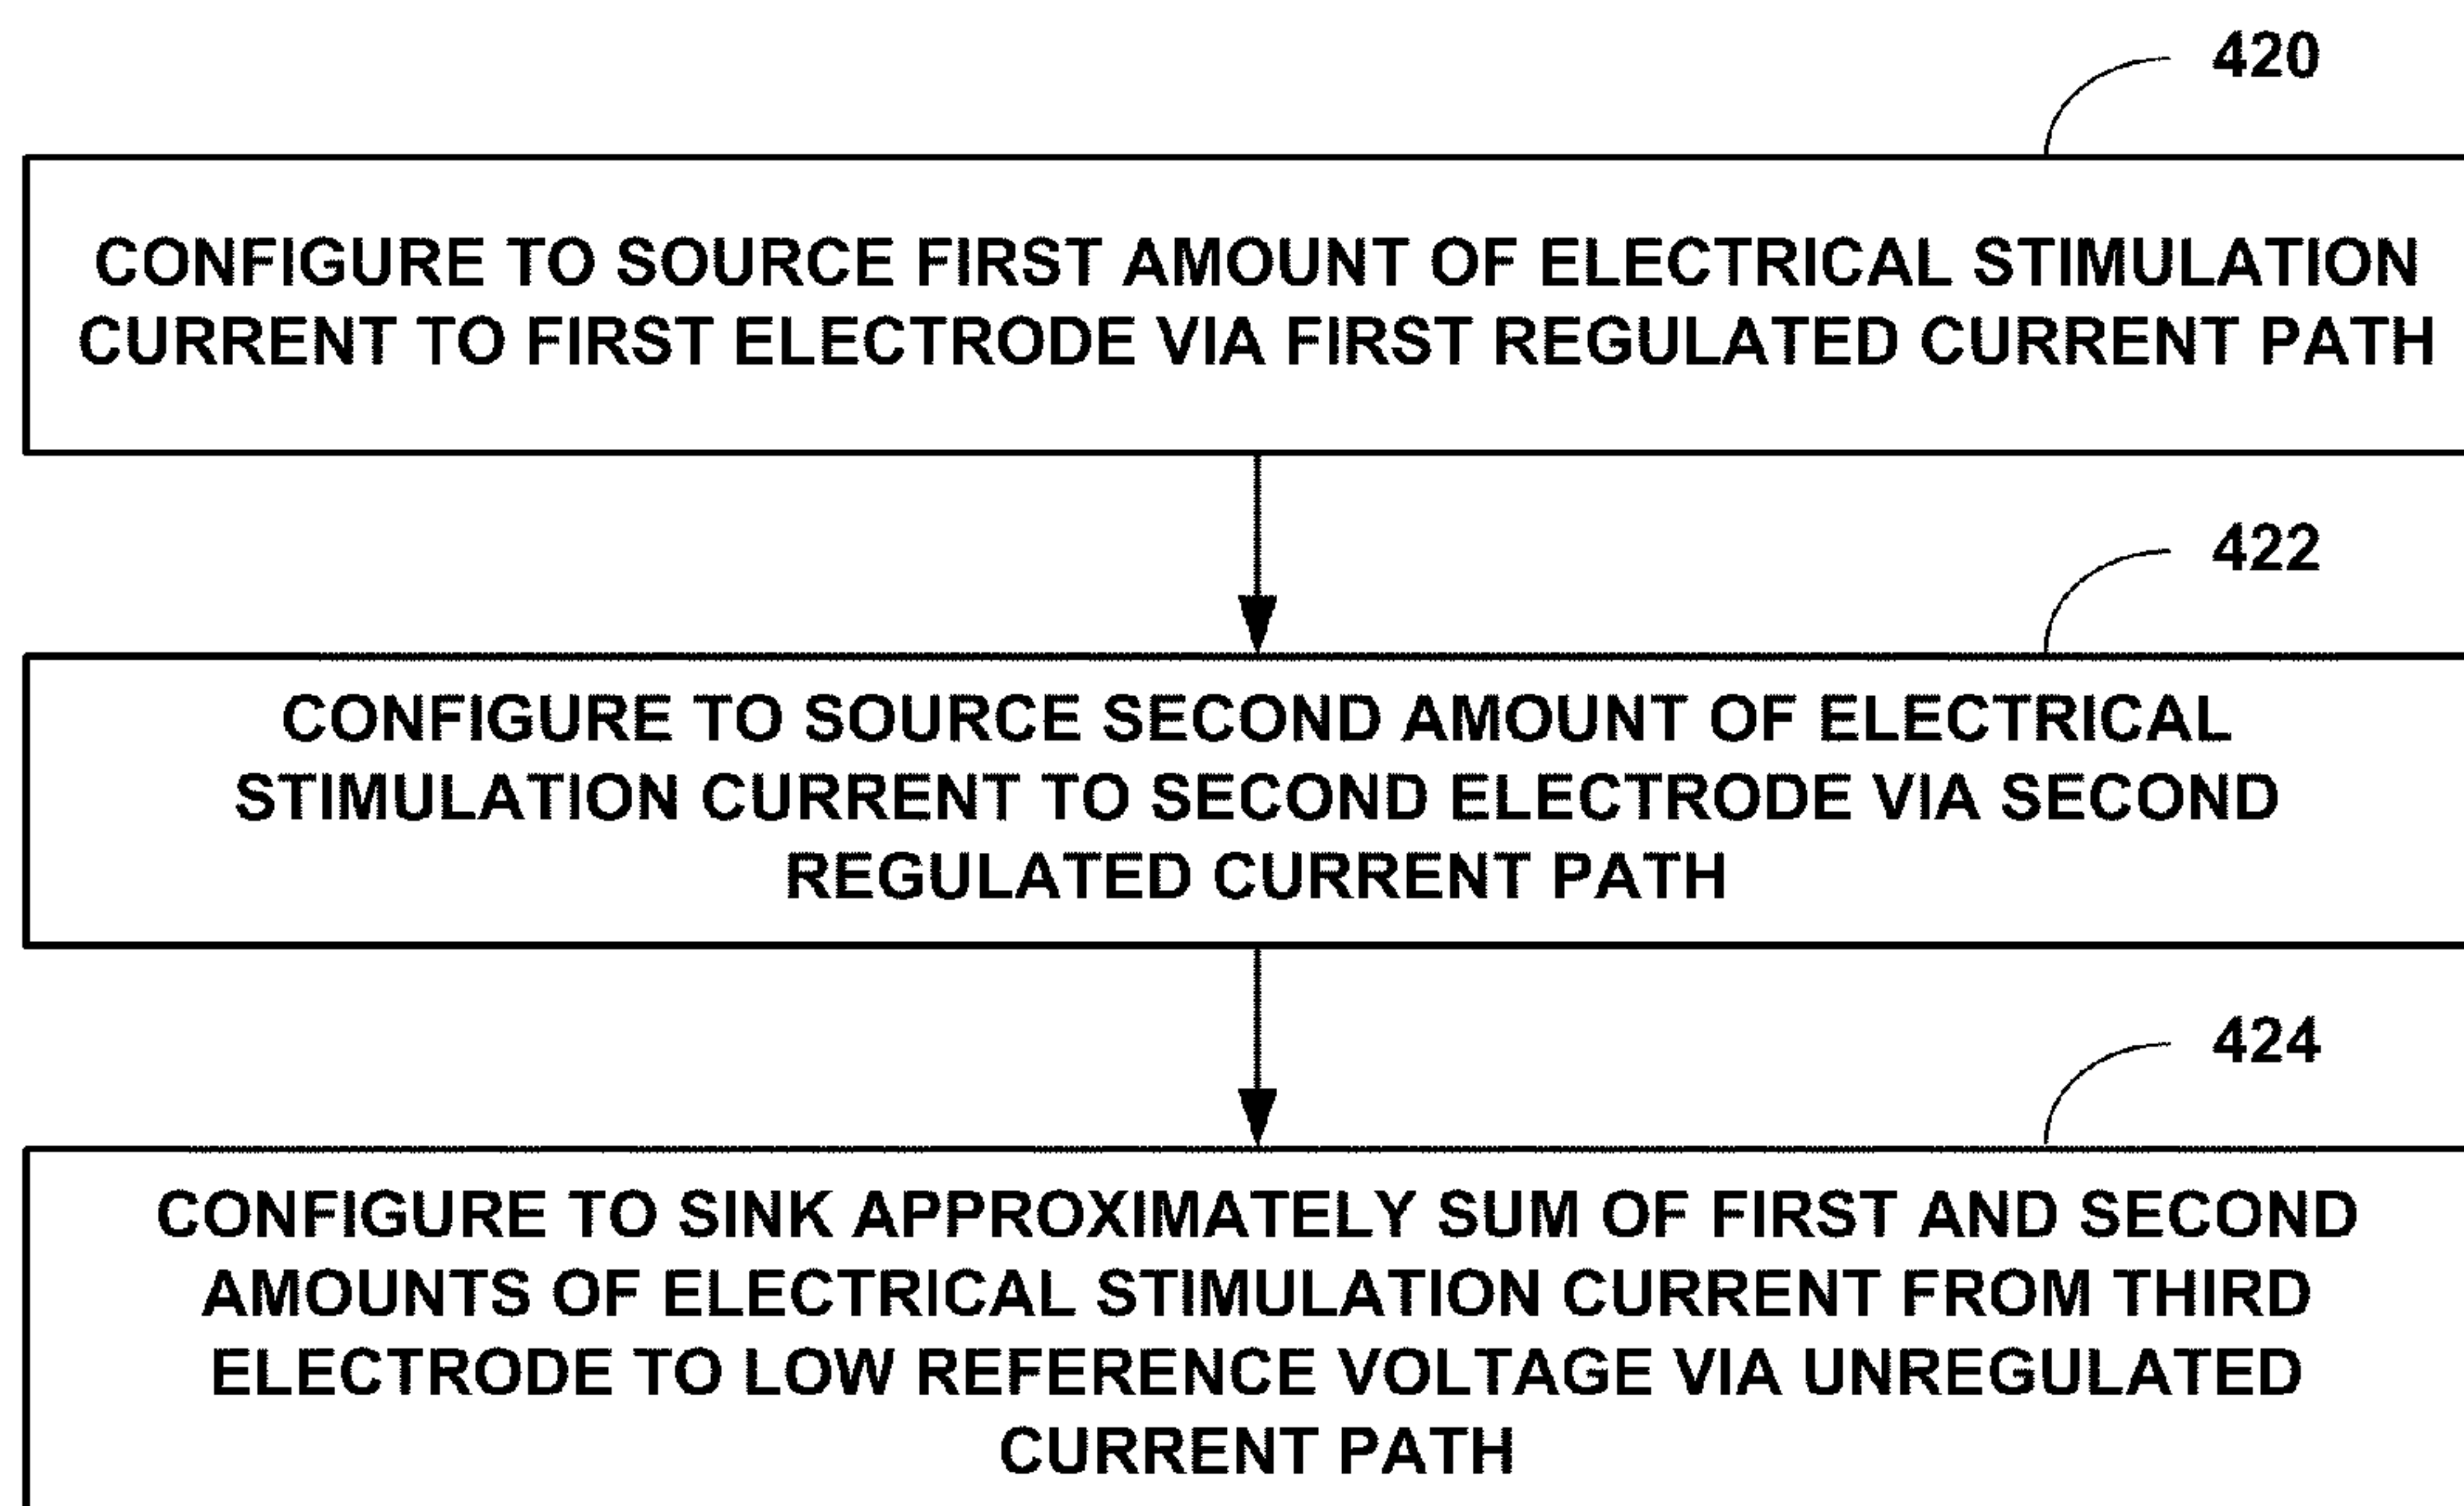 420
CONFIGURE TO SOURCE FIRST AMOUNT OF ELECTRICAL STIMULATION
CURRENT TO FIRST ELECTRODE VIA FIRST REGULATED CURRENT PATH
422
CONFIGURE TO SOURCE SECOND AMOUNT OF ELECTRICAL
STIMULATION CURRENT TO SECOND ELECTRODE VIA SECOND
REGULATED CURRENT PATH
424
CONFIGURE TO SINK APPROXIMATELY SUM OF FIRST AND SECOND
AMOUNTS OF ELECTRICAL STIMULATION CURRENT FROM THIRD
ELECTRODE TO LOW REFERENCE VOLTAGE VIA UNREGULATED
CURRENT PATH